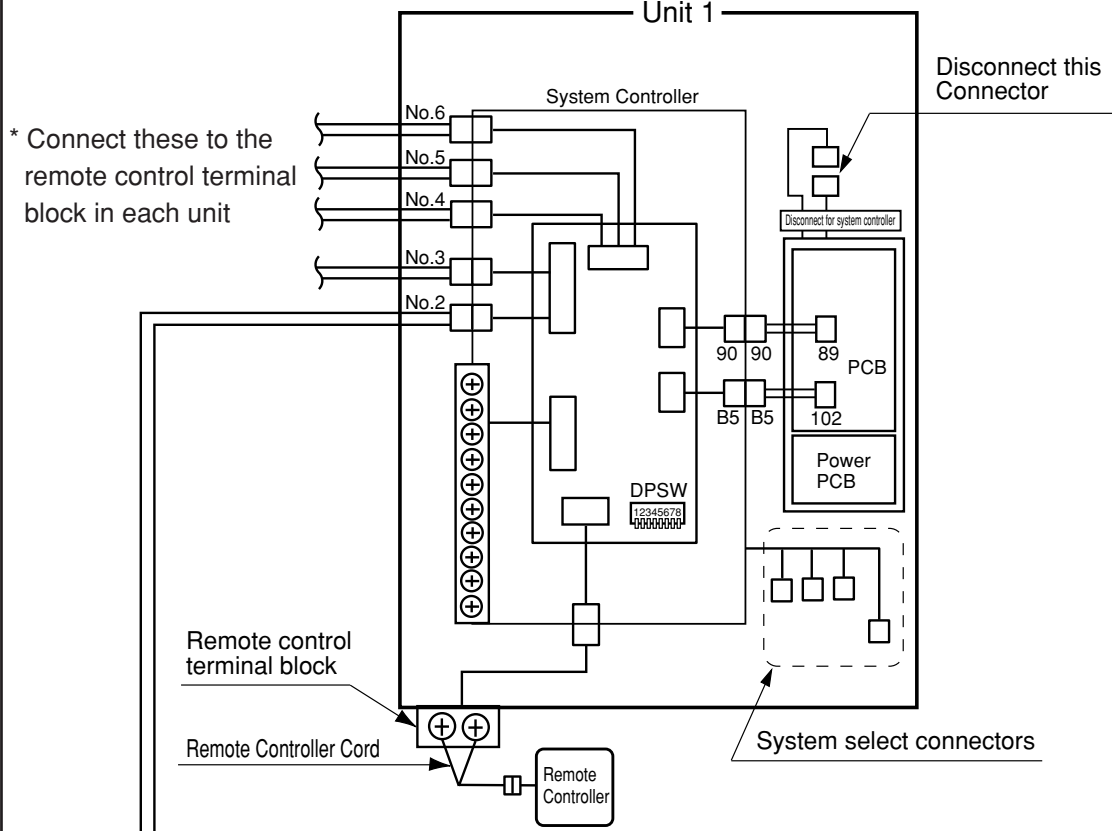 Unit 1
Disconnect this
Connector
System Controller
* Connect these to the
remote control terminal
block in each unit
No.6
No.5
No.4
No.3
No.2
Disconnect for system controller
90 90 89
PCB
B5 B5 102
Power
PCB
DPSW
12345678
Remote control
terminal block
Remote Controller Cord
Remote
Controller
System select connectors